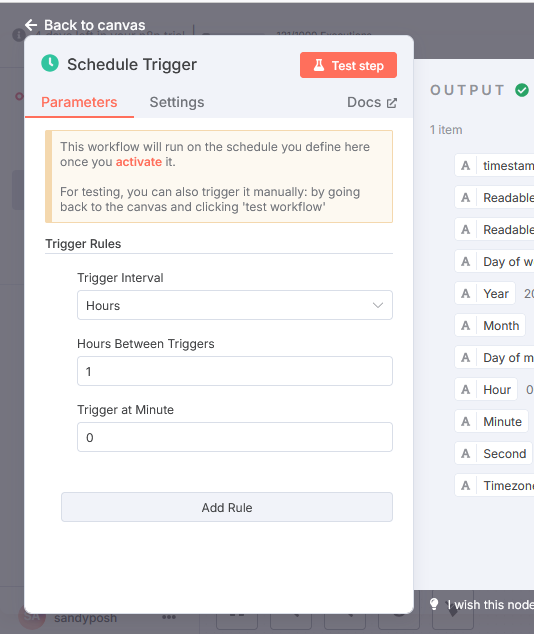 Back to canvas
Schedule Trigger
Test step
Parameters
Settings
Docs
This workflow will run on the schedule you define here
once you activate it.
For testing, you can also trigger it manually: by going
back to the canvas and clicking 'test workflow'
Trigger Rules
Trigger Interval
Hours
Hours Between Triggers
1
Trigger at Minute
0
Add Rule
OUTPUT
1 item
A timestam
A Readable
A Readable
A Day of w
A Year 20
A Month
A Day of m
A Hour 0
A Minute
A Second
A Timezone
I wish this node
sandyposh